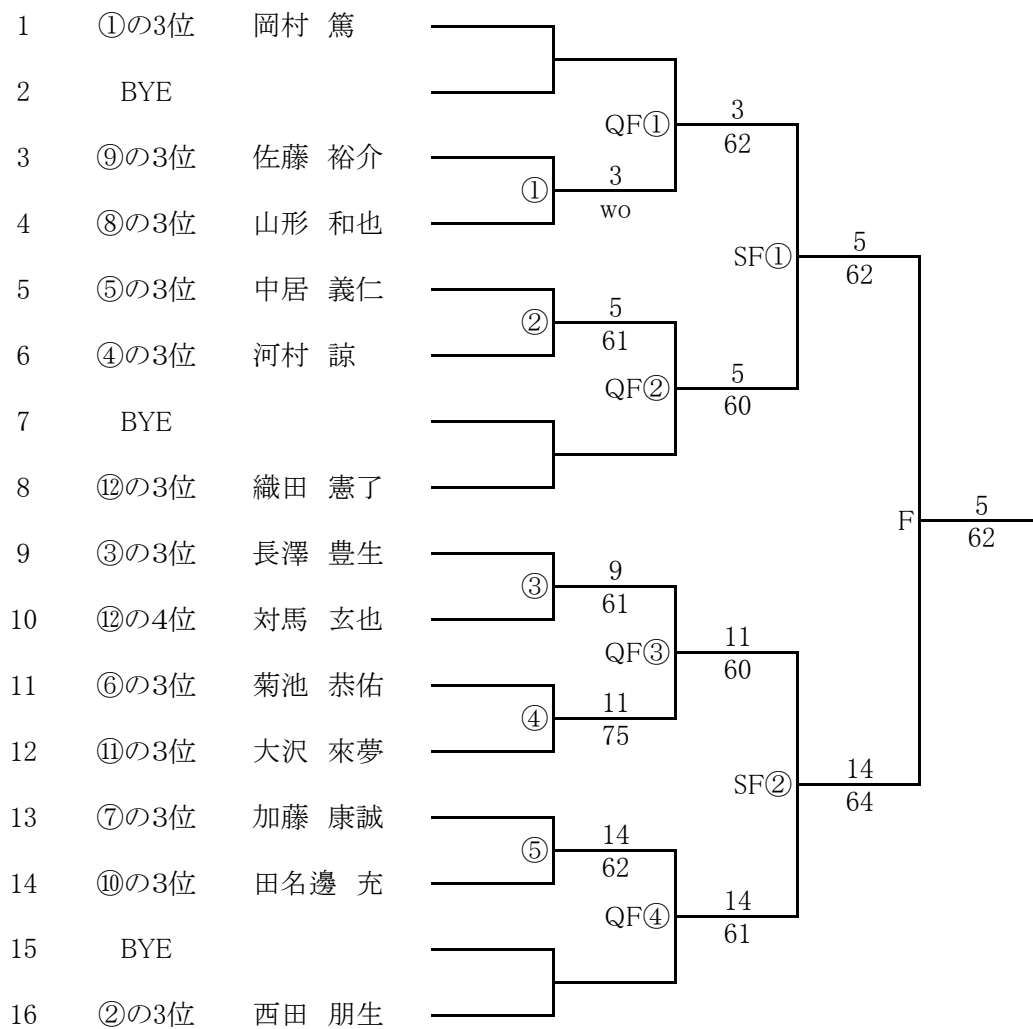 1 ①の3位 岡村 篤
2 BYE
QF① 3
62
3 ⑨の3位 佐藤 裕介
① 3
wo
4 ⑧の3位 山形 和也
SF① 5
62
5 ⑤の3位 中居 義仁
② 5
61
6 ④の3位 河村 諒
QF② 5
60
7 BYE
8 ⑫の3位 織田 憲了
F 5
62
9 ③の3位 長澤 豊生
③ 9
61
10 ⑫の4位 対馬 玄也
QF③ 11
60
11 ⑥の3位 菊池 恭佑
④ 11
75
12 ⑪の3位 大沢 來夢
SF② 14
64
13 ⑦の3位 加藤 康誠
⑤ 14
62
14 ⑩の3位 田名邊 充
QF④ 14
61
15 BYE
16 ②の3位 西田 朋生